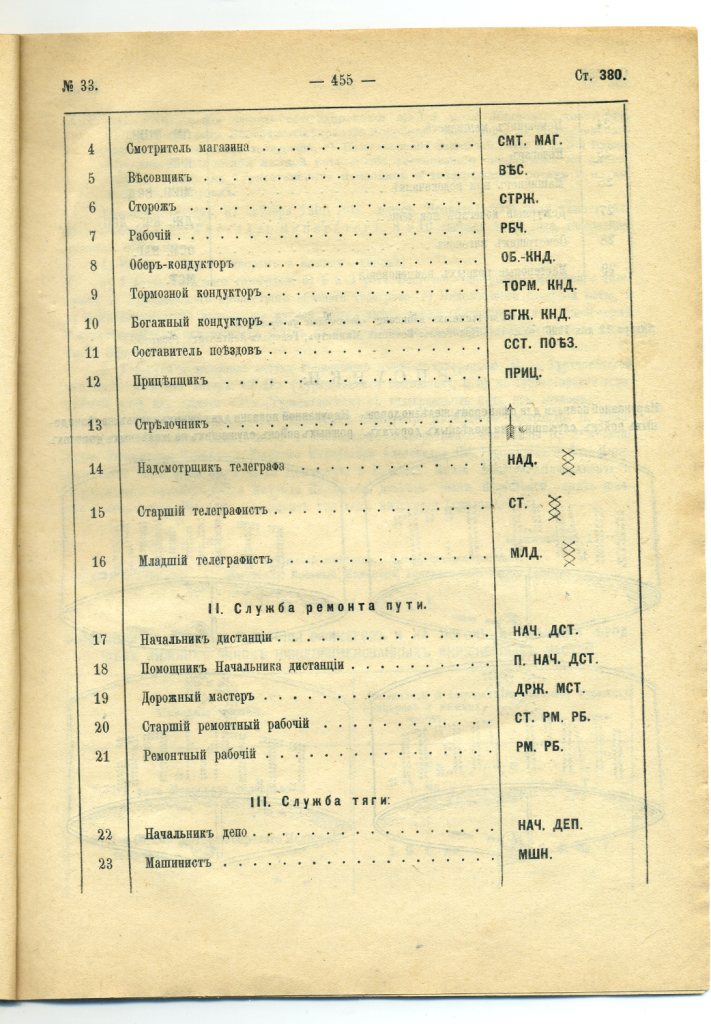 № 33.
— 455 —
Ст. 380.
4 Смотритель магазина СМТ. МАГ.
5 Вѣсовщикъ ВѢС.
6 Сторожъ СТРЖ.
7 Рабочій РБЧ.
8 Оберъ-кондукторъ ОБ.-КНД.
9 Тормозной кондукторъ ТОРМ. КНД.
10 Богажный кондукторъ БГЖ. КНД.
11 Составитель поѣздовъ ССТ. ПОѢЗ.
12 Прицѣпщикъ ПРИЦ.
13 Стрѣлочникъ
14 Надсмотрщикъ телеграфа НАД.
15 Старшій телеграфистъ СТ.
16 Младшій телеграфистъ МЛД.
II. Служба ремонта пути.
17 Начальникъ дистанціи НАЧ. ДСТ.
18 Помощникъ Начальника дистанціи П. НАЧ. ДСТ.
19 Дорожный мастеръ ДРЖ. МСТ.
20 Старшій ремонтный рабочій СТ. РМ. РБ.
21 Ремонтный рабочій РМ. РБ.
III. Служба тяги:
22 Начальникъ депо НАЧ. ДЕП.
23 Машинистъ МШН.